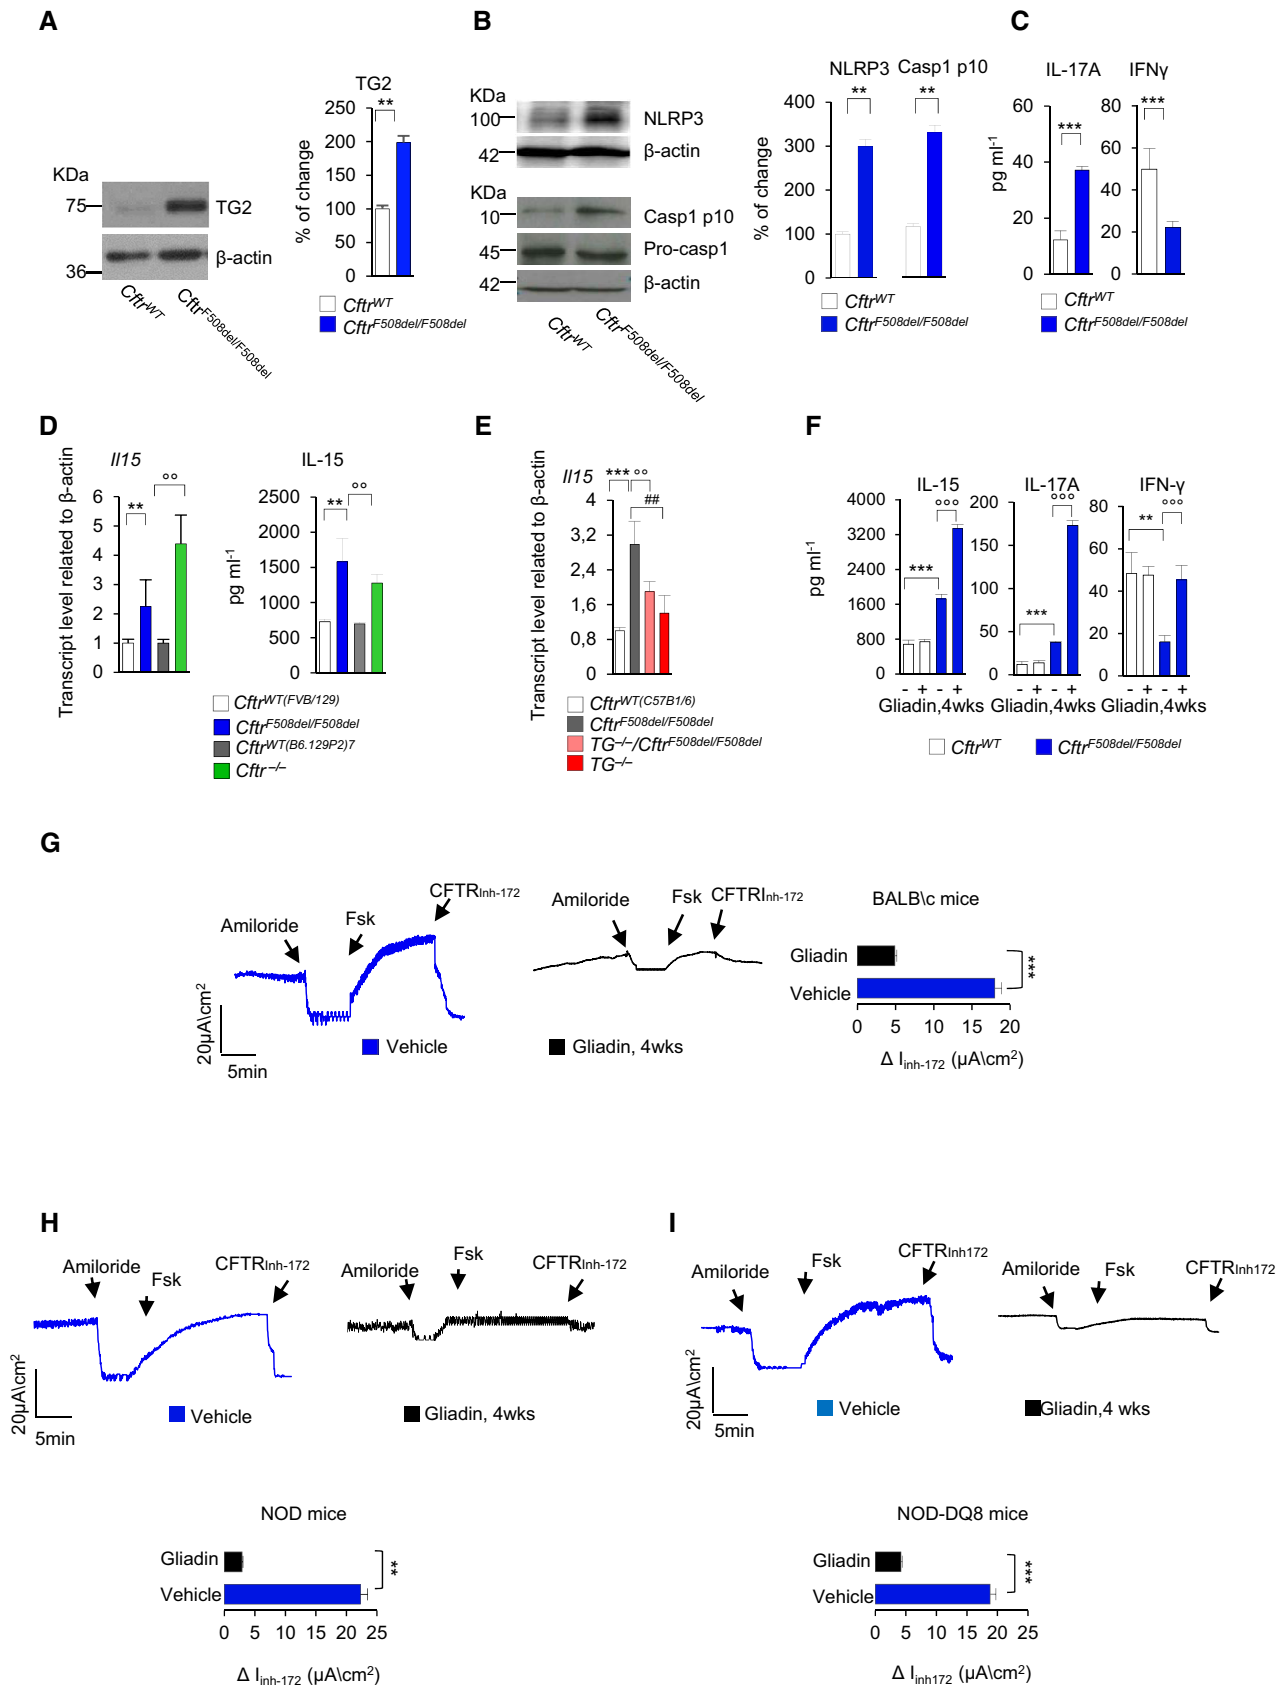 A
TG2
250
200
150
100
50
0
% of change
**
KDa
75
36
TG2
β-actin
CftrWT
CftrF508del/F508del
CftrWT
CftrF508del/F508del
B
KDa
100
42
NLRP3
β-actin
KDa
10
45
42
Casp1 p10
Pro-casp1
β-actin
CftrWT
CftrF508del/F508del
NLRP3
Casp1 p10
**
**
400
300
200
100
0
% of change
CftrWT
CftrF508del/F508del
C
IL-17A
IFNγ
pg ml-1
60
40
20
0
***
80
60
40
20
0
***
CftrWT
CftrF508del/F508del
D
Transcript level related to β-actin
Il15
6
5
4
3
2
1
0
**
°°
IL-15
pg ml-1
2500
2000
1500
1000
500
0
**
°°
CftrWT(FVB/129)
CftrF508del/F508del
CftrWT(B6.129P2)7
Cftr–/–
E
Transcript level related to β-actin
Il15
***
°°
##
4
3,2
2,4
1,6
0,8
0
CftrWT(C57B1/6)
CftrF508del/F508del
TG–/–/CftrF508del/F508del
TG–/–
F
pg ml-1
IL-15
4000
3200
2400
1600
800
0
***
°°°
- + - +
Gliadin,4wks
IL-17A
200
150
100
50
0
***
°°°
- + - +
Gliadin,4wks
IFN-γ
80
60
40
20
0
**
°°°
- + - +
Gliadin,4wks
CftrWT
CftrF508del/F508del
G
Amiloride
Fsk
CFTRInh-172
20µA\cm2
5min
Vehicle
Amiloride
Fsk
CFTRInh-172
Gliadin, 4wks
BALB\c mice
Gliadin
Vehicle
***
0 5 10 15 20
Δ Iinh-172 (µA\cm2)
H
Amiloride
Fsk
CFTRInh-172
20µA\cm2
5min
Vehicle
Amiloride
Fsk
CFTRInh-172
Gliadin, 4wks
NOD mice
Gliadin
Vehicle
**
0 5 10 15 20 25
Δ Iinh-172 (µA\cm2)
I
Amiloride
Fsk
CFTRInh172
20µA\cm2
5min
Vehicle
Amiloride
Fsk
CFTRInh172
Gliadin,4 wks
NOD-DQ8 mice
Gliadin
Vehicle
***
0 5 10 15 20 25
Δ Iinh172 (µA\cm2)